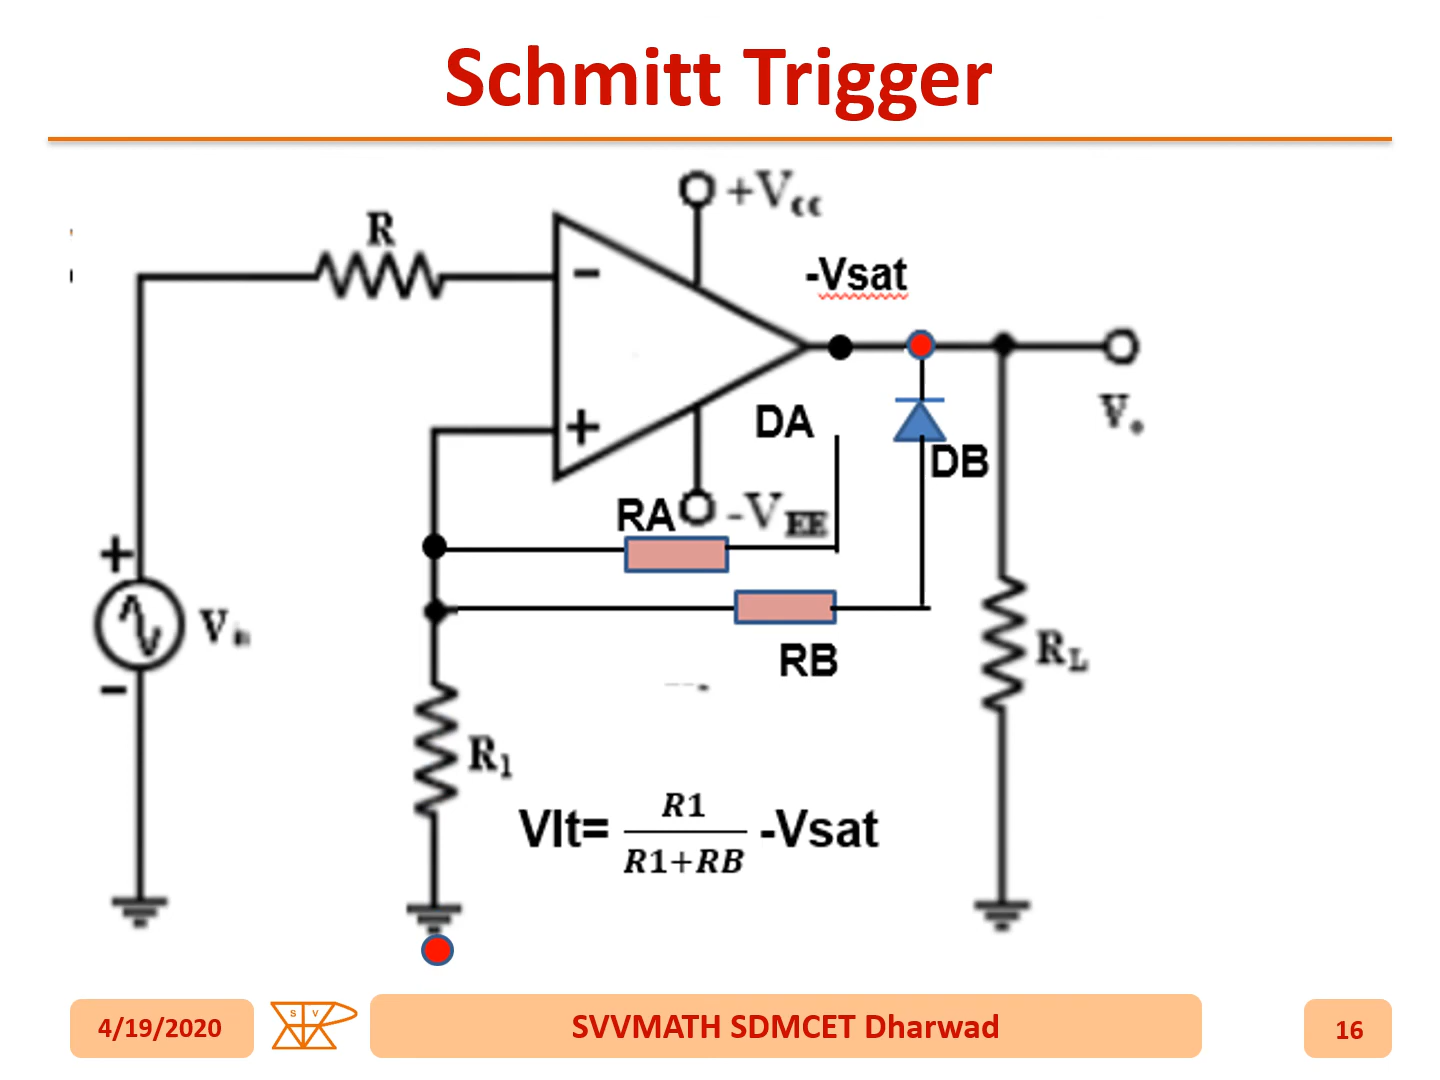 Schmitt Trigger
+VCC
R
-Vsat
−
+
DA
DB
RA
-VEE
RB
+
−
RL
R1
Vlt= R1 / R1+RB -Vsat
4/19/2020
S V
SVVMATH SDMCET Dharwad
16